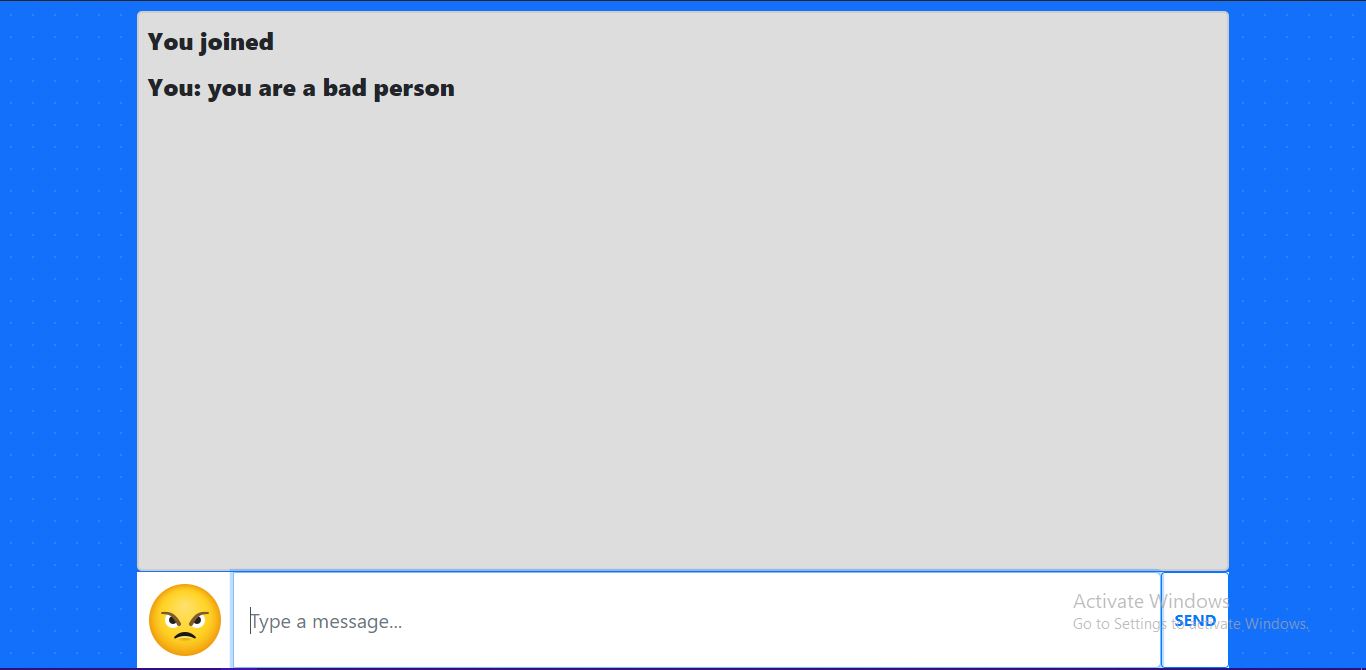 You joined
You: you are a bad person
Type a message...
SEND
Activate Windows
Go to Settings to activate Windows.